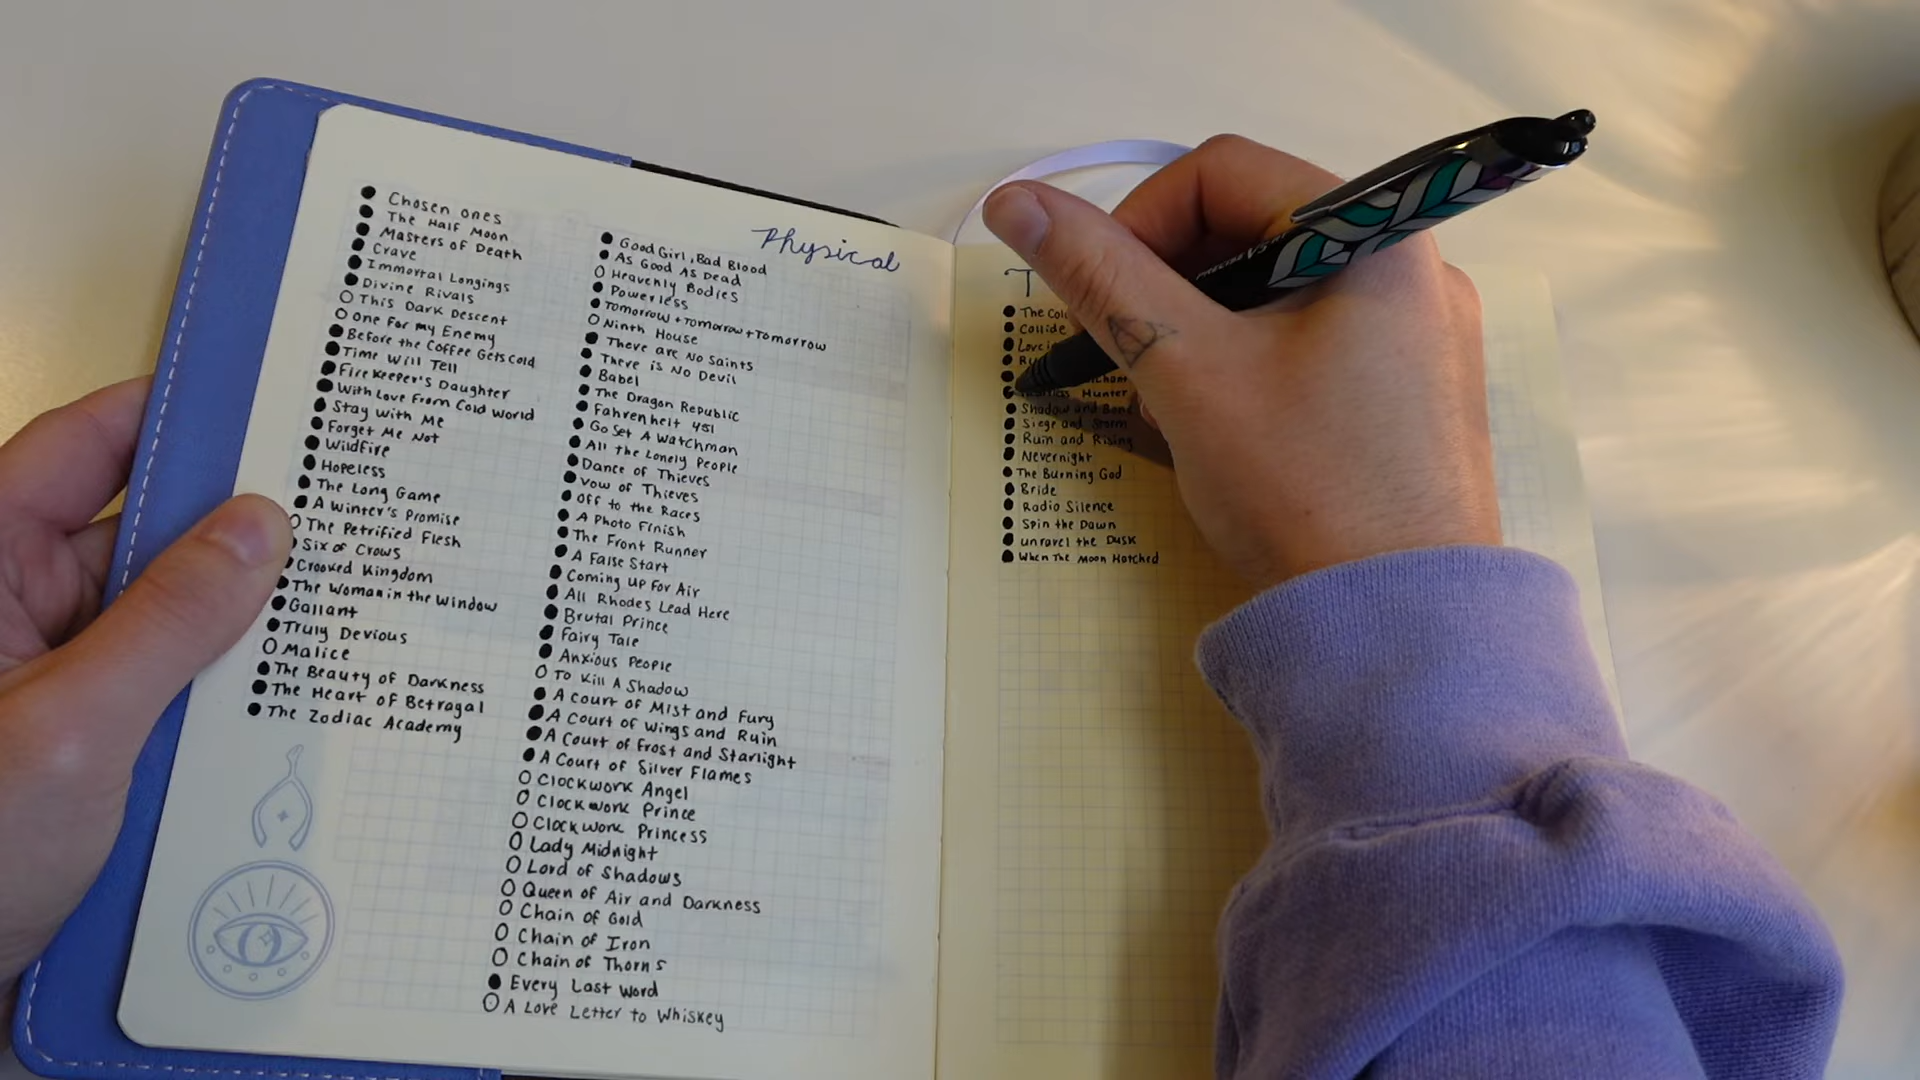 Physical
Chosen ones
The Half Moon
Masters of Death
Crave
Immortal Longings
Divine Rivals
This Dark Descent
One for my Enemy
Before the Coffee Gets Cold
Time Will Tell
Fire Keeper's Daughter
With Love From Cold World
Stay With Me
Forget Me Not
Wildfire
Hopeless
The Long Game
A Winter's Promise
The Petrified Flesh
Six of Crows
Crooked Kingdom
The Woman in the Window
Gallant
Truly Devious
Malice
The Beauty of Darkness
The Heart of Betragal
The Zodiac Academy
Good Girl, Bad Blood
As Good As Dead
Heavenly Bodies
Powerless
Tomorrow + Tomorrow + Tomorrow
Ninth House
There are No Saints
There is No Devil
Babel
The Dragon Republic
Fahrenheit 451
Go Set A Watchman
All the Lonely People
Dance of Thieves
Vow of Thieves
Off to the Races
A Photo Finish
The Front Runner
A False Start
Coming Up For Air
All Rhodes Lead Here
Brutal Prince
Fairy Tale
Anxious People
To Kill A Shadow
A Court of Mist and Fury
A Court of Wings and Ruin
A Court of Frost and Starlight
A Court of Silver Flames
Clockwork Angel
Clockwork Prince
Clockwork Princess
Lady Midnight
Lord of Shadows
Queen of Air and Darkness
Chain of Gold
Chain of Iron
Chain of Thorns
Every Last Word
A Love Letter to Whiskey
The
Collide
Hunter
Shadow and Bone
Siege and Storm
Ruin and Rising
Nevernight
The Burning God
Bride
Radio Silence
Spin the Dawn
unravel the Dusk
When The Moon Hatched
PRECISE V5